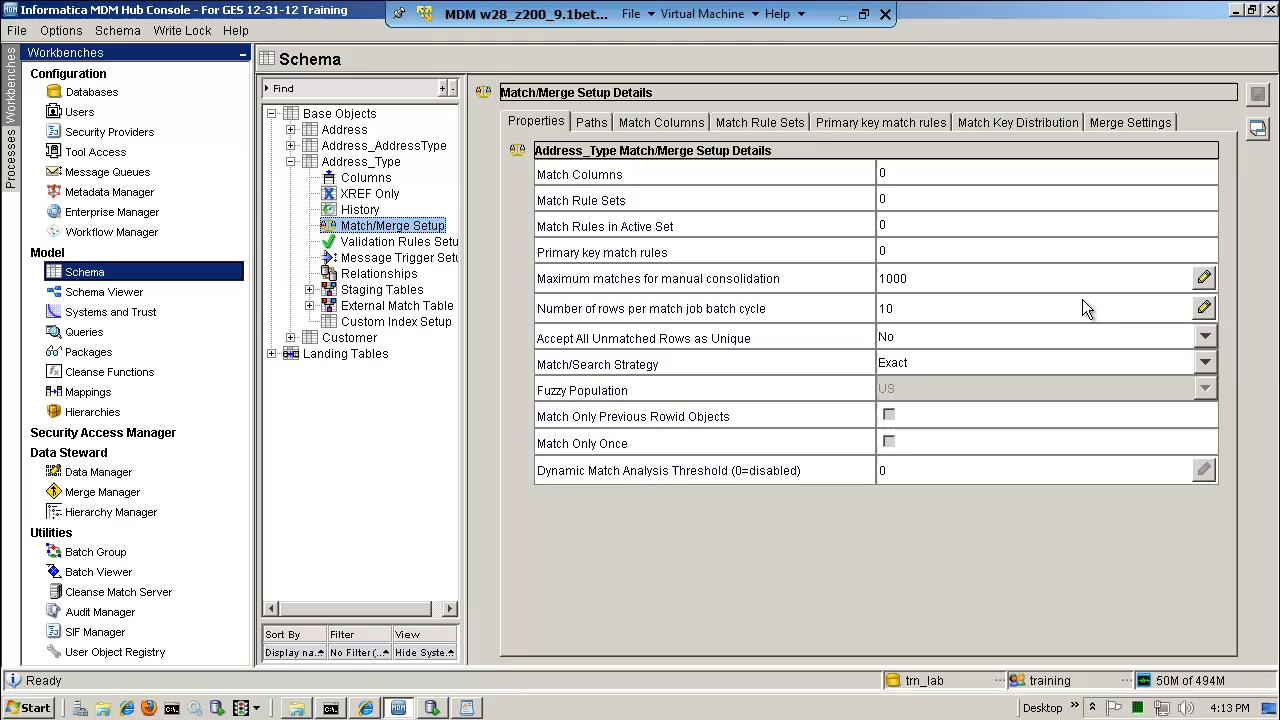 Informatica MDM Hub Console - For GES 12-31-12 Training
MDM w28_z200_9.1bet... File Virtual Machine Help
File Options Schema Write Lock Help
Workbenches
Processes
Workbenches
Configuration
Databases
Users
Security Providers
Tool Access
Message Queues
Metadata Manager
Enterprise Manager
Workflow Manager
Model
Schema
Schema Viewer
Systems and Trust
Queries
Packages
Cleanse Functions
Mappings
Hierarchies
Security Access Manager
Data Steward
Data Manager
Merge Manager
Hierarchy Manager
Utilities
Batch Group
Batch Viewer
Cleanse Match Server
Audit Manager
SIF Manager
User Object Registry
Schema
Find + -
Base Objects
Address
Address_AddressType
Address_Type
Columns
XREF Only
History
Match/Merge Setup
Validation Rules Setu
Message Trigger Setu
Relationships
Staging Tables
External Match Table
Custom Index Setup
Customer
Landing Tables
Sort By Filter View
Display na... No Filter (... Hide Syste...
Match/Merge Setup Details
Properties Paths Match Columns Match Rule Sets Primary key match rules Match Key Distribution Merge Settings
Address_Type Match/Merge Setup Details
Match Columns 0
Match Rule Sets 0
Match Rules in Active Set 0
Primary key match rules 0
Maximum matches for manual consolidation 1000
Number of rows per match job batch cycle 10
Accept All Unmatched Rows as Unique No
Match/Search Strategy Exact
Fuzzy Population US
Match Only Previous Rowid Objects
Match Only Once
Dynamic Match Analysis Threshold (0=disabled) 0
Ready trn_lab ... training ... 50M of 494M
Start MDM Desktop » 4:13 PM